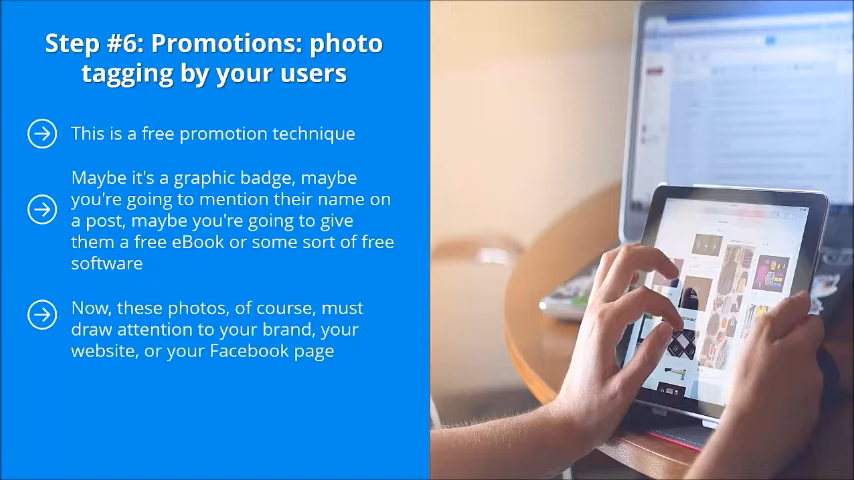 Step #6: Promotions: photo
tagging by your users
This is a free promotion technique
Maybe it's a graphic badge, maybe
you're going to mention their name on
a post, maybe you're going to give
them a free eBook or some sort of free
software
Now, these photos, of course, must
draw attention to your brand, your
website, or your Facebook page